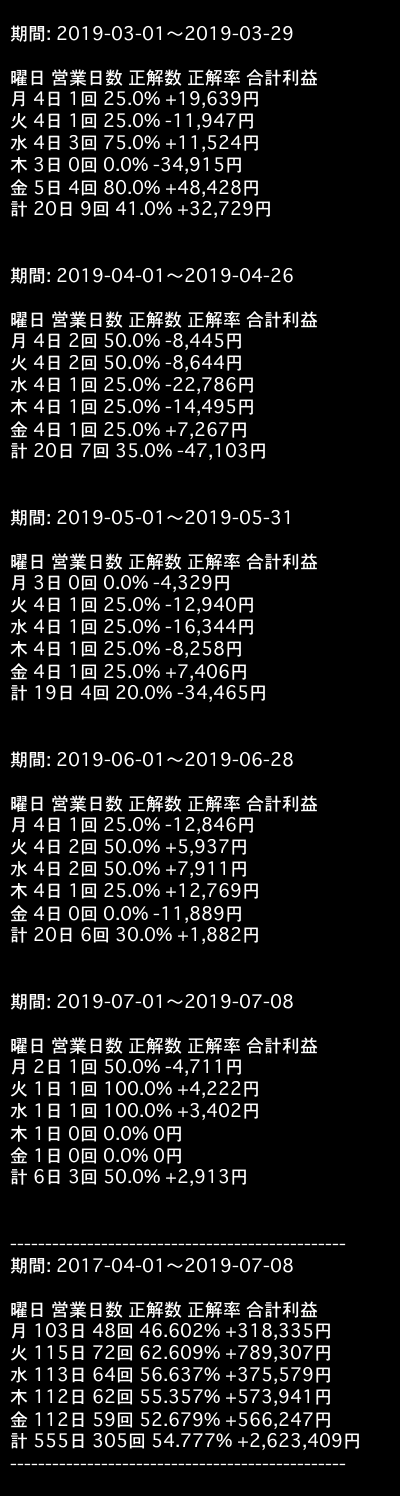 期間: 2019-03-01〜2019-03-29
曜日 営業日数 正解数 正解率 合計利益
月 4日 1回 25.0% +19,639円
火 4日 1回 25.0% -11,947円
水 4日 3回 75.0% +11,524円
木 3日 0回 0.0% -34,915円
金 5日 4回 80.0% +48,428円
計 20日 9回 41.0% +32,729円
期間: 2019-04-01〜2019-04-26
曜日 営業日数 正解数 正解率 合計利益
月 4日 2回 50.0% -8,445円
火 4日 2回 50.0% -8,644円
水 4日 1回 25.0% -22,786円
木 4日 1回 25.0% -14,495円
金 4日 1回 25.0% +7,267円
計 20日 7回 35.0% -47,103円
期間: 2019-05-01〜2019-05-31
曜日 営業日数 正解数 正解率 合計利益
月 3日 0回 0.0% -4,329円
火 4日 1回 25.0% -12,940円
水 4日 1回 25.0% -16,344円
木 4日 1回 25.0% -8,258円
金 4日 1回 25.0% +7,406円
計 19日 4回 20.0% -34,465円
期間: 2019-06-01〜2019-06-28
曜日 営業日数 正解数 正解率 合計利益
月 4日 1回 25.0% -12,846円
火 4日 2回 50.0% +5,937円
水 4日 2回 50.0% +7,911円
木 4日 1回 25.0% +12,769円
金 4日 0回 0.0% -11,889円
計 20日 6回 30.0% +1,882円
期間: 2019-07-01〜2019-07-08
曜日 営業日数 正解数 正解率 合計利益
月 2日 1回 50.0% -4,711円
火 1日 1回 100.0% +4,222円
水 1日 1回 100.0% +3,402円
木 1日 0回 0.0% 0円
金 1日 0回 0.0% 0円
計 6日 3回 50.0% +2,913円
------------------------------------------------
期間: 2017-04-01〜2019-07-08
曜日 営業日数 正解数 正解率 合計利益
月 103日 48回 46.602% +318,335円
火 115日 72回 62.609% +789,307円
水 113日 64回 56.637% +375,579円
木 112日 62回 55.357% +573,941円
金 112日 59回 52.679% +566,247円
計 555日 305回 54.777% +2,623,409円
------------------------------------------------